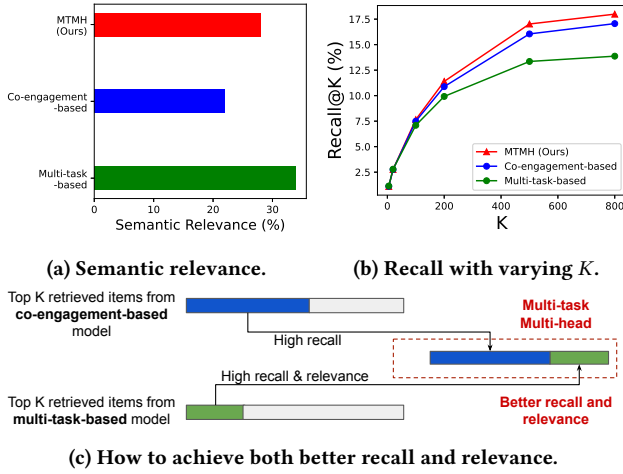 (a)
MTMH
(Ours)
Co-engagement
-based
Multi-task
-based
0 10 20 30
Semantic Relevance (%)
(a) Semantic relevance.
(b)
Recall@K (%)
17.5
15.0
12.5
10.0
7.5
5.0
2.5
MTMH (Ours)
Co-engagement-based
Multi-task-based
0 200 400 600 800
K
(b) Recall with varying K.
Top K retrieved items from
co-engagement-based
model
High recall
Multi-task
Multi-head
High recall & relevance
Top K retrieved items from
multi-task-based model
Better recall and
relevance
(c) How to achieve both better recall and relevance.